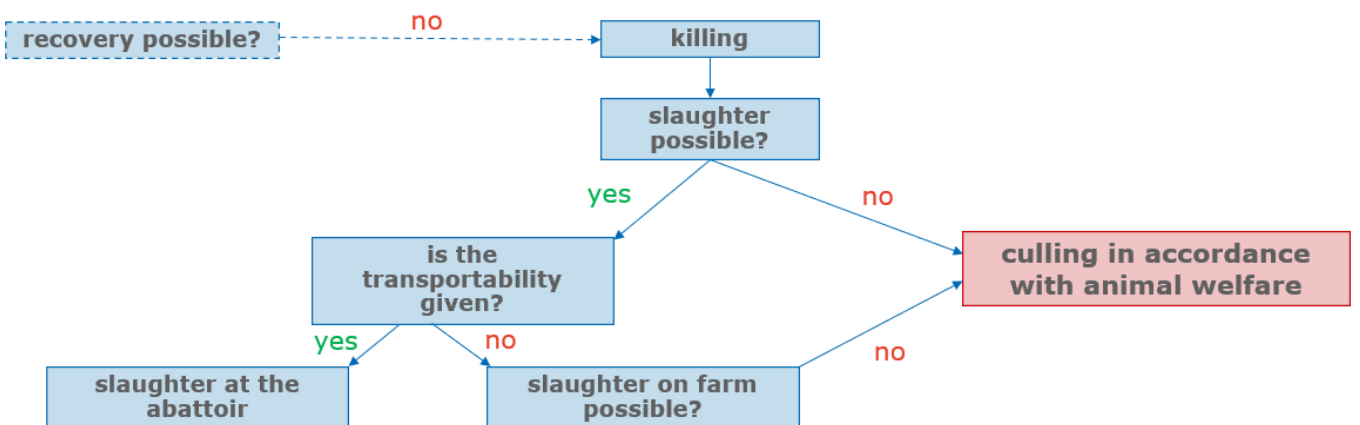 recovery possible?
no
killing
slaughter
possible?
yes
no
is the
transportability
given?
culling in accordance
with animal welfare
yes
no
no
slaughter at the
abattoir
slaughter on farm
possible?